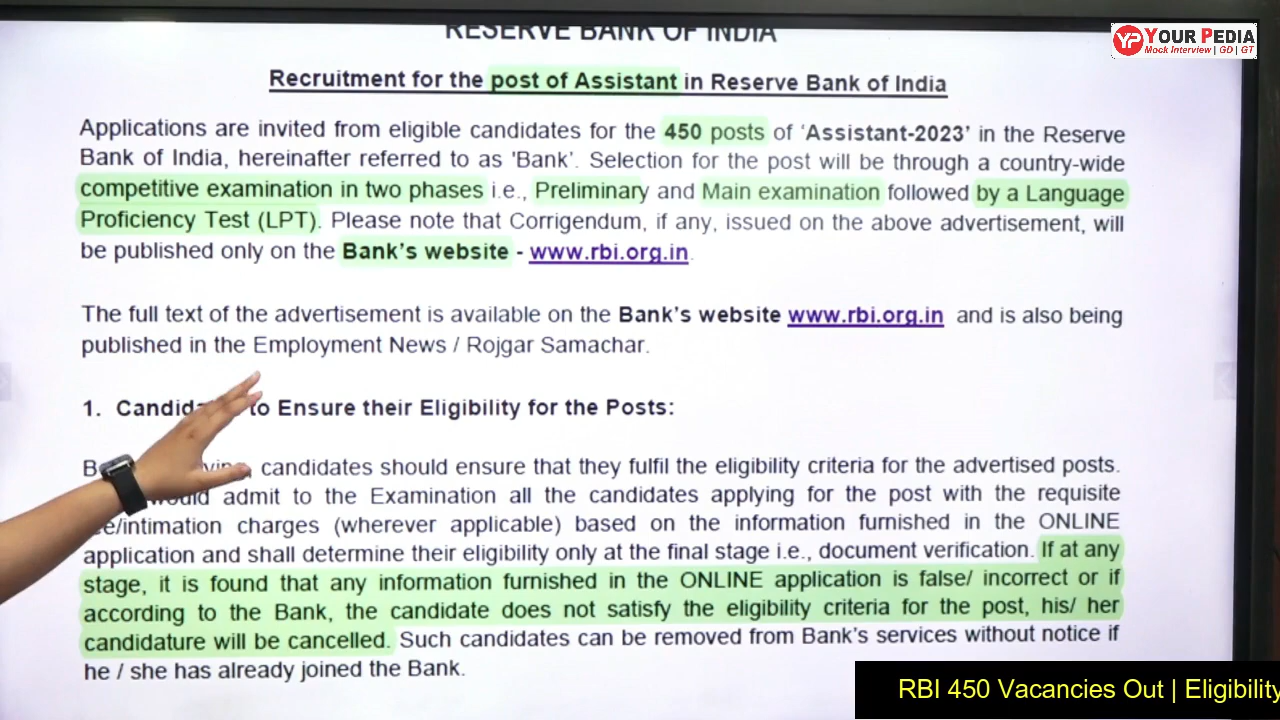 RESERVE BANK OF INDIA
YOUR PEDIA
Mock Interview | GD | GT
Recruitment for the post of Assistant in Reserve Bank of India
Applications are invited from eligible candidates for the 450 posts of ‘Assistant-2023’ in the Reserve
Bank of India, hereinafter referred to as 'Bank’. Selection for the post will be through a country-wide
competitive examination in two phases i.e., Preliminary and Main examination followed by a Language
Proficiency Test (LPT). Please note that Corrigendum, if any, issued on the above advertisement, will
be published only on the Bank’s website - www.rbi.org.in.
The full text of the advertisement is available on the Bank’s website www.rbi.org.in and is also being
published in the Employment News / Rojgar Samachar.
1. to Ensure their Eligibility for the Posts:
candidates should ensure that they fulfil the eligibility criteria for the advertised posts.
would admit to the Examination all the candidates applying for the post with the requisite
/intimation charges (wherever applicable) based on the information furnished in the ONLINE
application and shall determine their eligibility only at the final stage i.e., document verification. If at any
stage, it is found that any information furnished in the ONLINE application is false/ incorrect or if
according to the Bank, the candidate does not satisfy the eligibility criteria for the post, his/ her
candidature will be cancelled. Such candidates can be removed from Bank’s services without notice if
he / she has already joined the Bank.
RBI 450 Vacancies Out | Eligibility